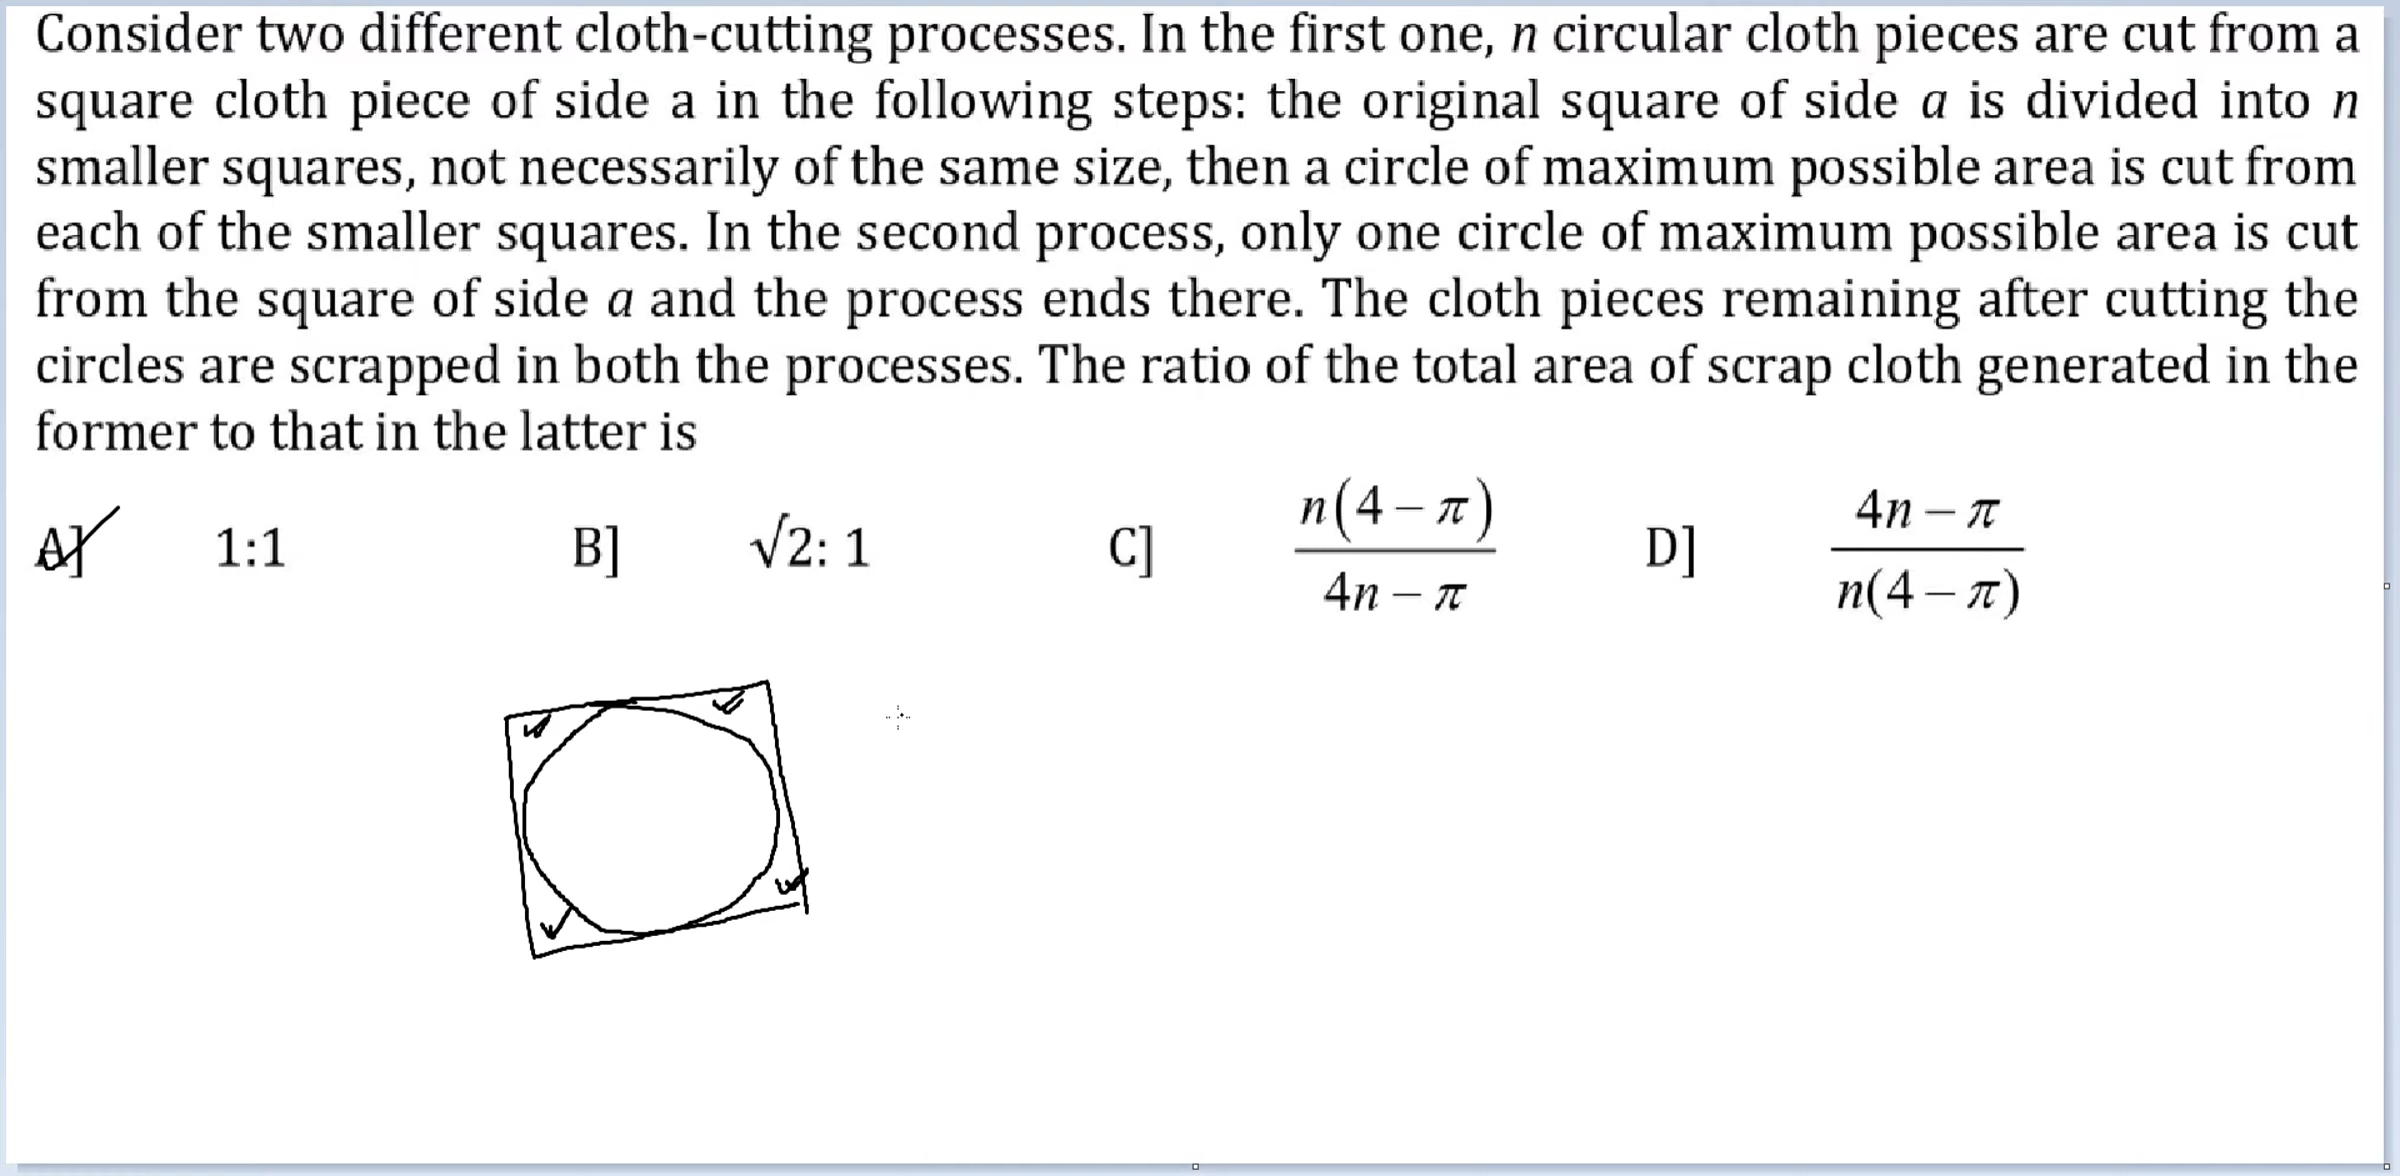 Consider two different cloth-cutting processes. In the first one, n circular cloth pieces are cut from a
square cloth piece of side a in the following steps: the original square of side a is divided into n
smaller squares, not necessarily of the same size, then a circle of maximum possible area is cut from
each of the smaller squares. In the second process, only one circle of maximum possible area is cut
from the square of side a and the process ends there. The cloth pieces remaining after cutting the
circles are scrapped in both the processes. The ratio of the total area of scrap cloth generated in the
former to that in the latter is
A] 1:1 B] √2: 1 C] n(4 – π) / 4n – π D] 4n – π / n(4 – π)